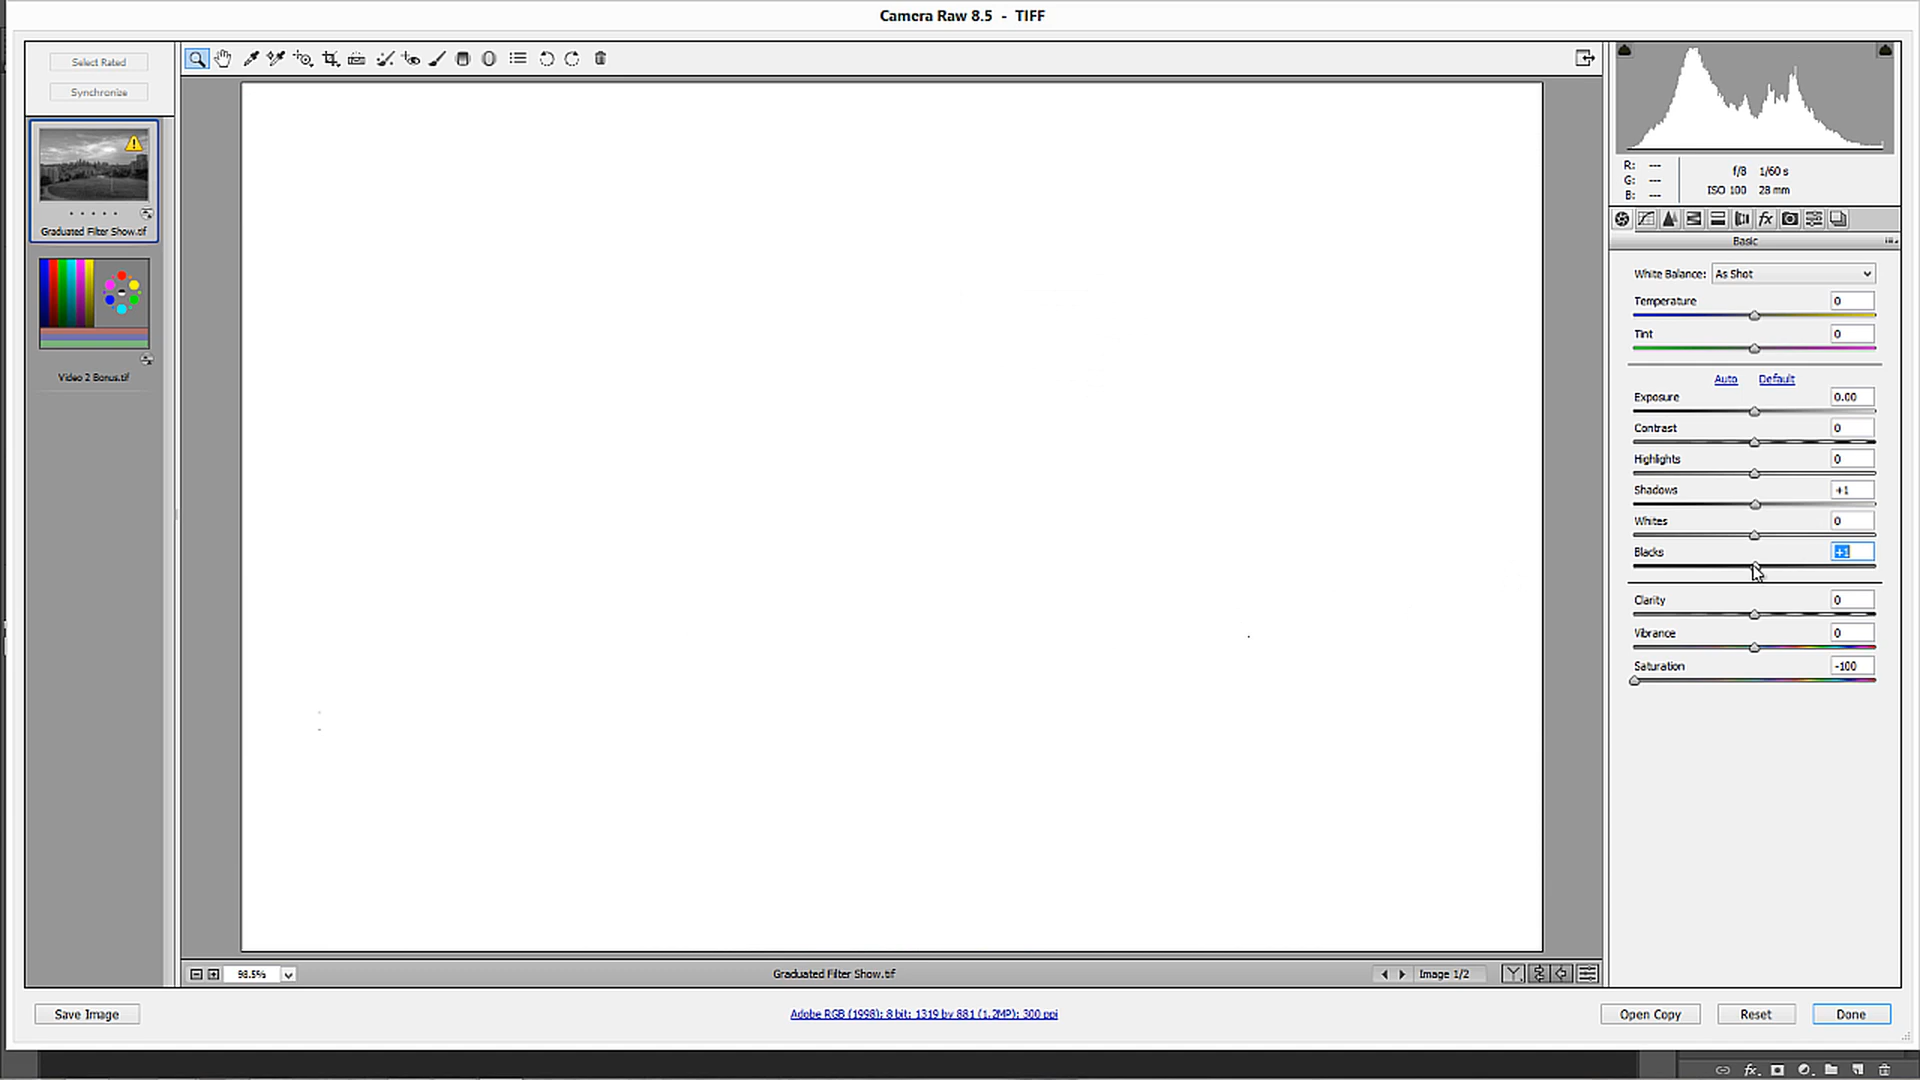 Camera Raw 8.5 - TIFF
Select Rated
Synchronize
Graduated Filter Show.tif
Video 2 Bonus.tif
R: ---
G: ---
B: ---
f/8 1/60 s
ISO 100 28 mm
fx
Basic
White Balance: As Shot
Temperature 0
Tint 0
Auto Default
Exposure 0.00
Contrast 0
Highlights 0
Shadows +1
Whites 0
Blacks +1
Clarity 0
Vibrance 0
Saturation -100
98.5%
Graduated Filter Show.tif
Image 1/2
Y
Save Image
Adobe RGB (1998); 8 bit; 1319 by 881 (1.2MP); 300 ppi
Open Copy
Reset
Done
fx.